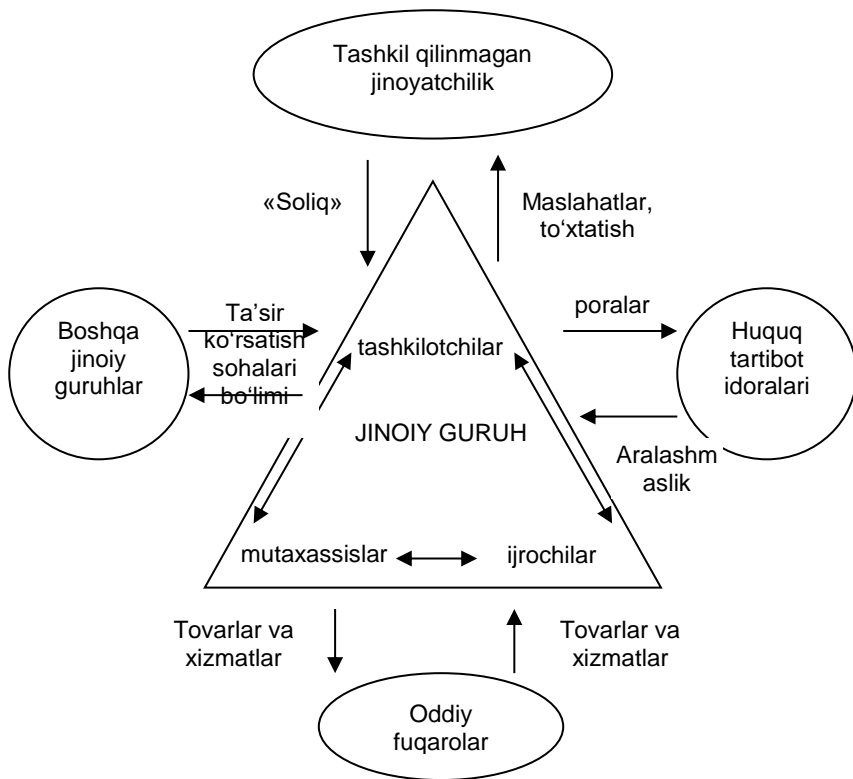 Tashkil qilinmagan
jinoyatchilik
«Soliq»
Maslahatlar,
to‘xtatish
Boshqa
jinoiy
guruhlar
Ta’sir
ko‘rsatish
sohalari
bo‘limi
tashkilotchilar
poralar
Huquq
tartibot
idoralari
JINOIY GURUH
Aralashm
aslik
mutaxassislar
ijrochilar
Tovarlar va
xizmatlar
Tovarlar va
xizmatlar
Oddiy
fuqarolar